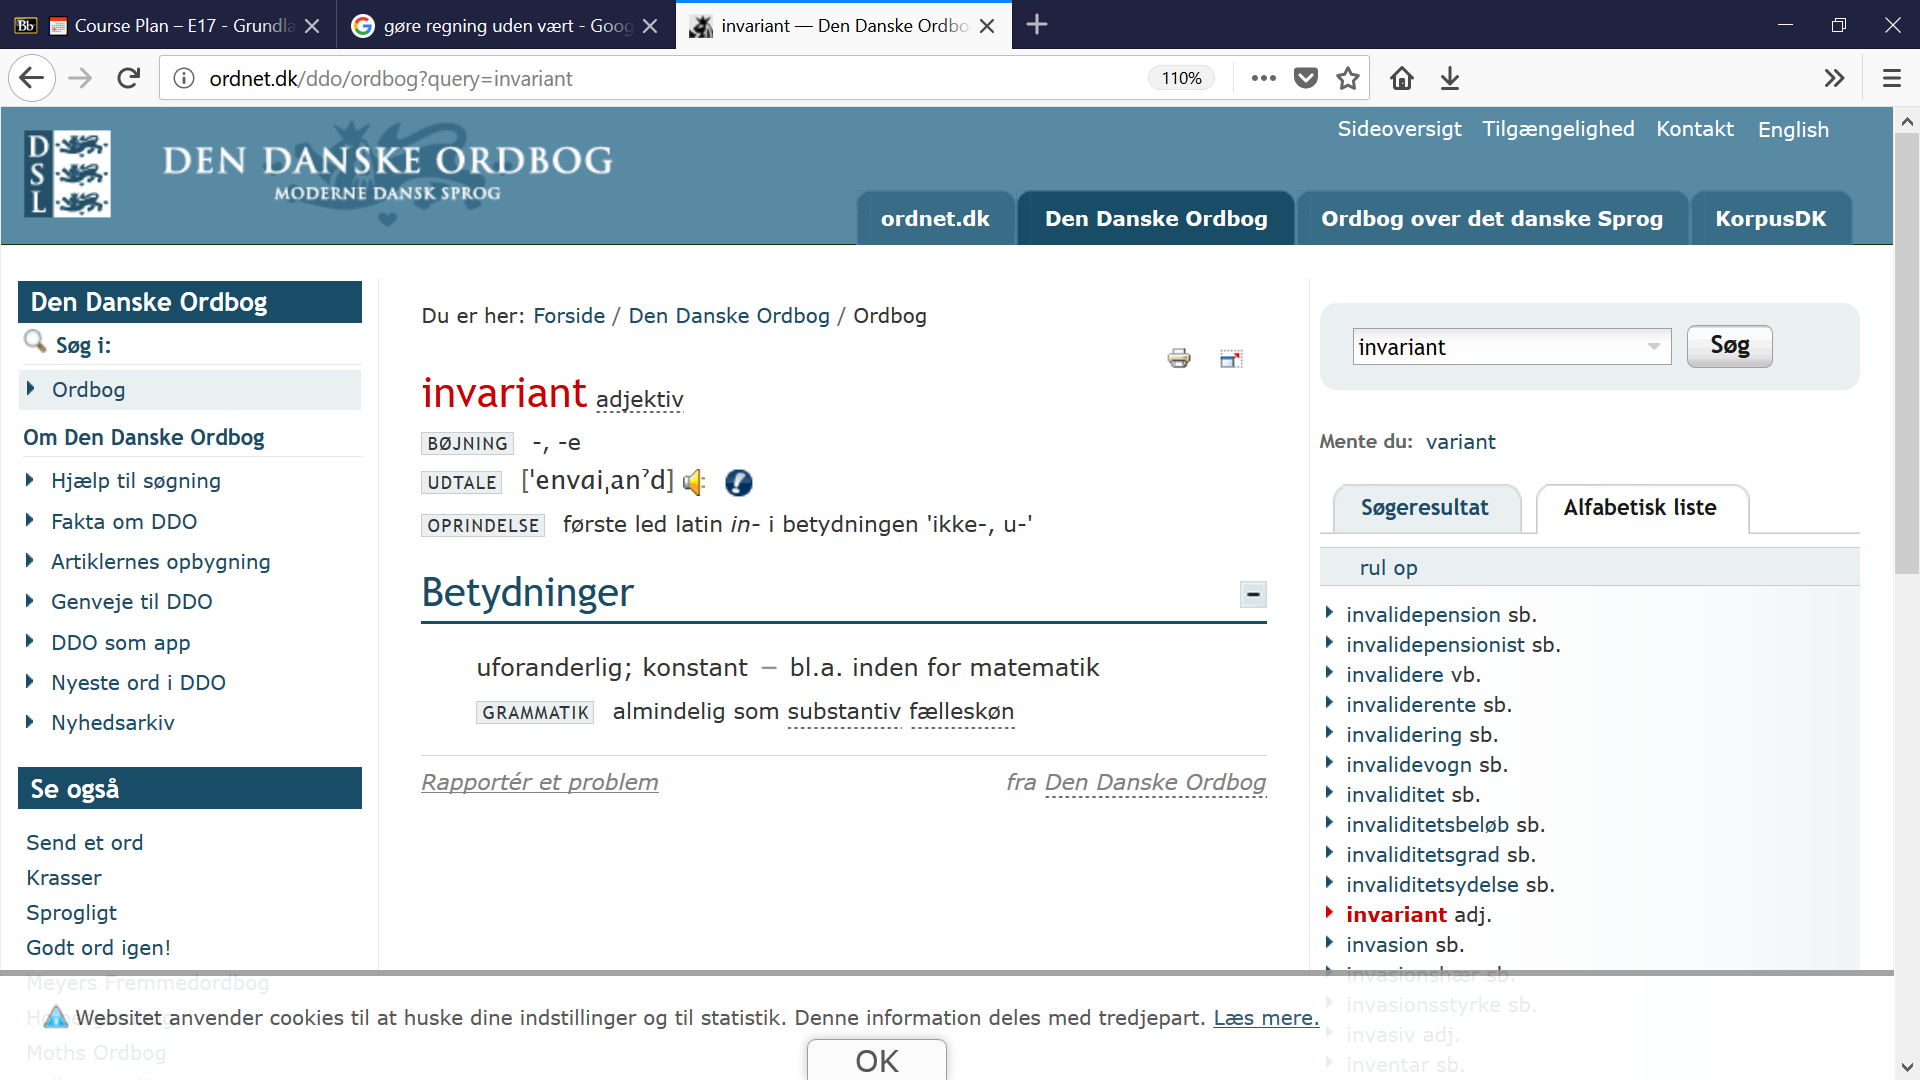 Bb Course Plan – E17 - Grundla
gøre regning uden vært - Goog
invariant — Den Danske Ordbo
ordnet.dk/ddo/ordbog?query=invariant
110%
DSL
DEN DANSKE ORDBOG
MODERNE DANSK SPROG
Sideoversigt Tilgængelighed Kontakt English
ordnet.dk Den Danske Ordbog Ordbog over det danske Sprog KorpusDK
Den Danske Ordbog
Søg i:
Ordbog
Om Den Danske Ordbog
Hjælp til søgning
Fakta om DDO
Artiklernes opbygning
Genveje til DDO
DDO som app
Nyeste ord i DDO
Nyhedsarkiv
Se også
Send et ord
Krasser
Sprogligt
Godt ord igen!
Meyers Fremmedordbog
Moths Ordbog
Du er her: Forside / Den Danske Ordbog / Ordbog
invariant adjektiv
BØJNING -, -e
UDTALE [ˈenvɑiˌanˀd]
OPRINDELSE første led latin in- i betydningen 'ikke-, u-'
Betydninger
uforanderlig; konstant – bl.a. inden for matematik
GRAMMATIK almindelig som substantiv fælleskøn
Rapportér et problem
fra Den Danske Ordbog
invariant Søg
Mente du: variant
Søgeresultat Alfabetisk liste
rul op
invalidepension sb.
invalidepensionist sb.
invalidere vb.
invaliderente sb.
invalidering sb.
invalidevogn sb.
invaliditet sb.
invaliditetsbeløb sb.
invaliditetsgrad sb.
invaliditetsydelse sb.
invariant adj.
invasion sb.
invasionshær sb.
invasionsstyrke sb.
invasiv adj.
inventar sb.
Websitet anvender cookies til at huske dine indstillinger og til statistik. Denne information deles med tredjepart. Læs mere.
OK